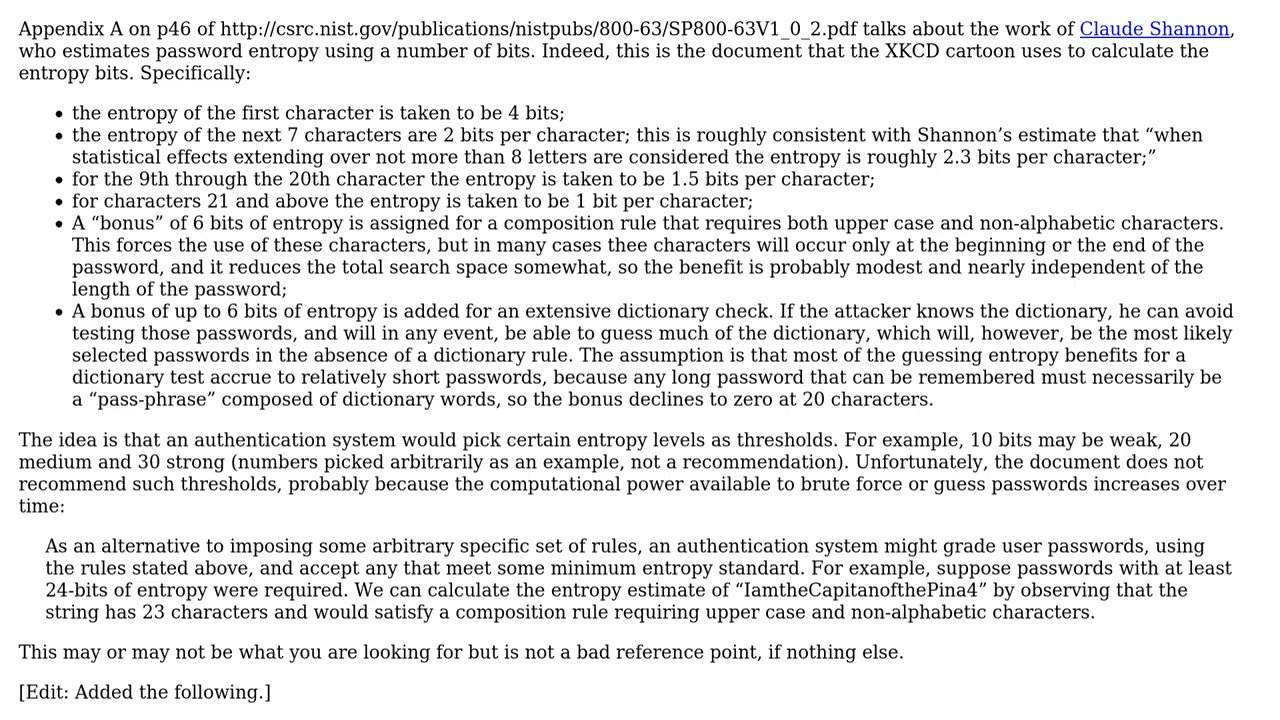 Appendix A on p46 of http://csrc.nist.gov/publications/nistpubs/800-63/SP800-63V1_0_2.pdf talks about the work of Claude Shannon,
who estimates password entropy using a number of bits. Indeed, this is the document that the XKCD cartoon uses to calculate the
entropy bits. Specifically:
• the entropy of the first character is taken to be 4 bits;
• the entropy of the next 7 characters are 2 bits per character; this is roughly consistent with Shannon’s estimate that “when
statistical effects extending over not more than 8 letters are considered the entropy is roughly 2.3 bits per character;”
• for the 9th through the 20th character the entropy is taken to be 1.5 bits per character;
• for characters 21 and above the entropy is taken to be 1 bit per character;
• A “bonus” of 6 bits of entropy is assigned for a composition rule that requires both upper case and non-alphabetic characters.
This forces the use of these characters, but in many cases thee characters will occur only at the beginning or the end of the
password, and it reduces the total search space somewhat, so the benefit is probably modest and nearly independent of the
length of the password;
• A bonus of up to 6 bits of entropy is added for an extensive dictionary check. If the attacker knows the dictionary, he can avoid
testing those passwords, and will in any event, be able to guess much of the dictionary, which will, however, be the most likely
selected passwords in the absence of a dictionary rule. The assumption is that most of the guessing entropy benefits for a
dictionary test accrue to relatively short passwords, because any long password that can be remembered must necessarily be
a “pass-phrase” composed of dictionary words, so the bonus declines to zero at 20 characters.
The idea is that an authentication system would pick certain entropy levels as thresholds. For example, 10 bits may be weak, 20
medium and 30 strong (numbers picked arbitrarily as an example, not a recommendation). Unfortunately, the document does not
recommend such thresholds, probably because the computational power available to brute force or guess passwords increases over
time:
As an alternative to imposing some arbitrary specific set of rules, an authentication system might grade user passwords, using
the rules stated above, and accept any that meet some minimum entropy standard. For example, suppose passwords with at least
24-bits of entropy were required. We can calculate the entropy estimate of “IamtheCapitanofthePina4” by observing that the
string has 23 characters and would satisfy a composition rule requiring upper case and non-alphabetic characters.
This may or may not be what you are looking for but is not a bad reference point, if nothing else.
[Edit: Added the following.]